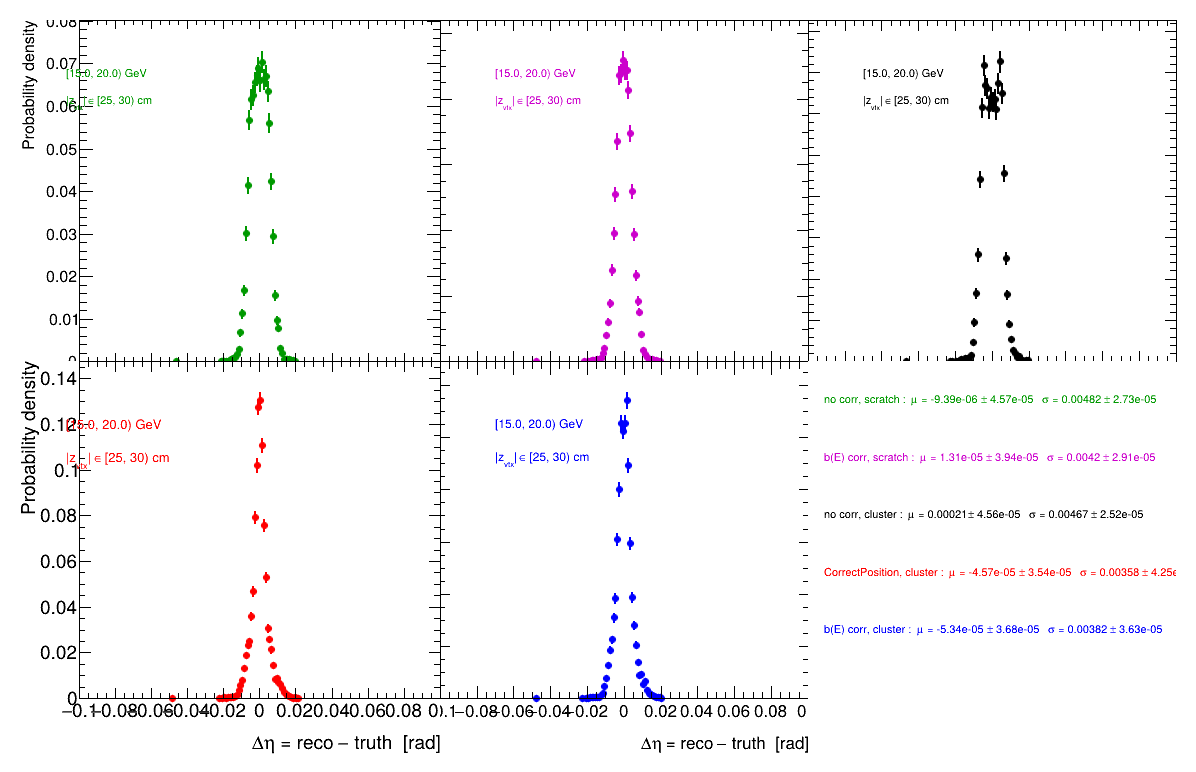 Probability density
0.08
0.07
0.06
0.05
0.04
0.03
0.02
0.01
0
[15.0, 20.0) GeV
|z_vtx| ∈ [25, 30) cm
[15.0, 20.0) GeV
|z_vtx| ∈ [25, 30) cm
[15.0, 20.0) GeV
|z_vtx| ∈ [25, 30) cm
Probability density
0.14
0.12
0.1
0.08
0.06
0.04
0.02
0
[15.0, 20.0) GeV
|z_vtx| ∈ [25, 30) cm
−0.1 −0.08 −0.06 −0.04 −0.02 0 0.02 0.04 0.06 0.08 0.1
Δη = reco − truth [rad]
[15.0, 20.0) GeV
|z_vtx| ∈ [25, 30) cm
−0.08 −0.06 −0.04 −0.02 0 0.02 0.04 0.06 0.08 0
Δη = reco − truth [rad]
no corr, scratch : μ = -9.39e-06 ± 4.57e-05 σ = 0.00482 ± 2.73e-05
b(E) corr, scratch : μ = 1.31e-05 ± 3.94e-05 σ = 0.0042 ± 2.91e-05
no corr, cluster : μ = 0.00021 ± 4.56e-05 σ = 0.00467 ± 2.52e-05
CorrectPosition, cluster : μ = -4.57e-05 ± 3.54e-05 σ = 0.00358 ± 4.25e
b(E) corr, cluster : μ = -5.34e-05 ± 3.68e-05 σ = 0.00382 ± 3.63e-05